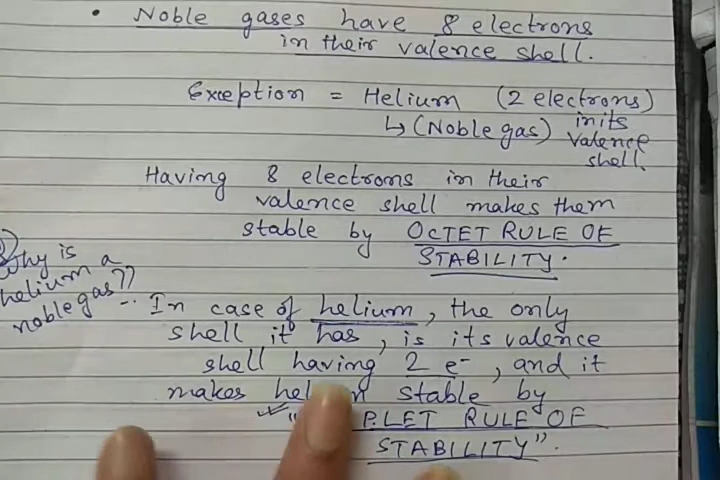 • Noble gases have 8 electrons
in their valence shell.
Exception = Helium (2 electrons)
↳ (Noble gas) in its
valence
shell.
Having 8 electrons in their
valence shell makes them
stable by OCTET RULE OF
STABILITY.
Why is
helium a
noble gas??
In case of helium, the only
shell it has, is its valence
shell having 2 e-, and it
makes stable by
RULE OF
STABILITY".